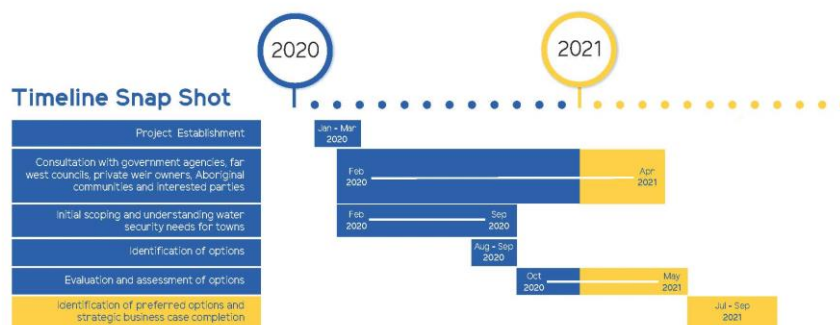 2020
2021
Timeline Snap Shot
Project Establishment
Jan - Mar
2020
Consultation with government agencies, far
west councils, private weir owners, Aboriginal
communities and interested parties
Feb
2020
Apr
2021
Initial scoping and understanding water
security needs for towns
Feb
2020
Sep
2020
Identification of options
Aug - Sep
2020
Evaluation and assessment of options
Oct
2020
May
2021
Identification of preferred options and
strategic business case completion
Jul - Sep
2021